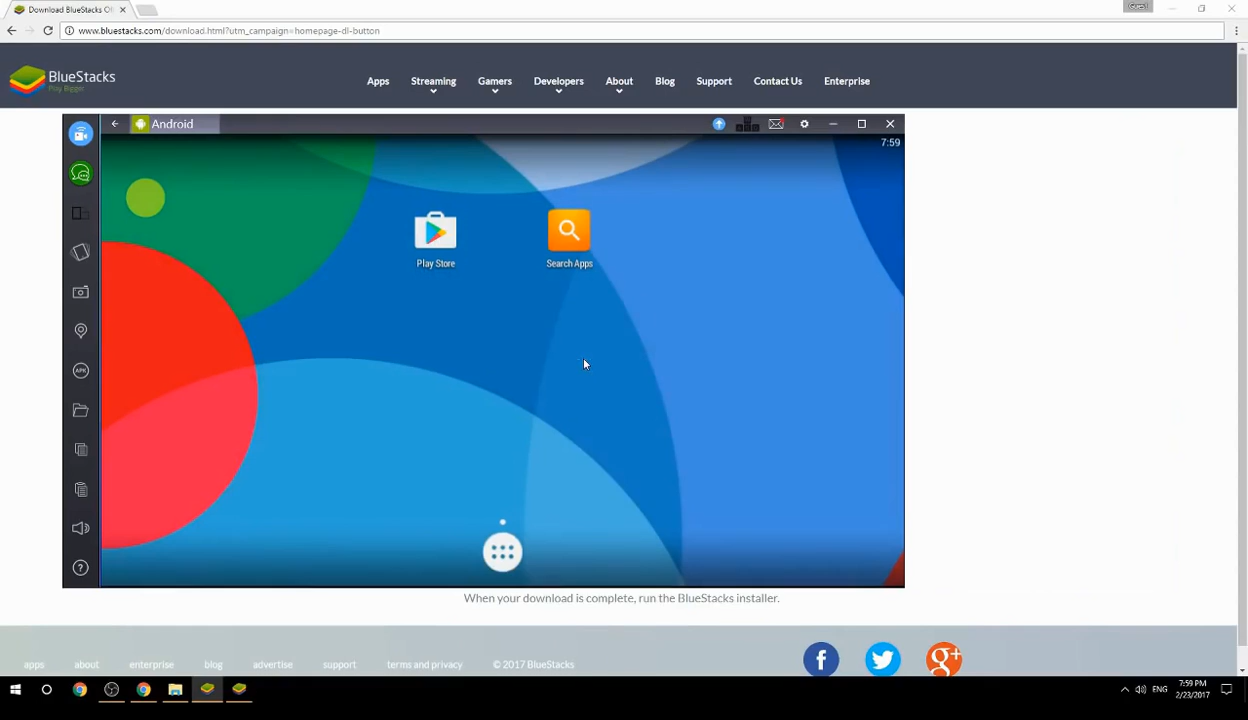 Download BlueStacks Of
Guest
www.bluestacks.com/download.html?utm_campaign=homepage-dl-button
BlueStacks
Play Bigger
Apps Streaming Gamers Developers About Blog Support Contact Us Enterprise
Android
7:59
Play Store
Search Apps
APK
When your download is complete, run the BlueStacks installer.
apps about enterprise blog advertise support terms and privacy © 2017 BlueStacks
ENG
7:59 PM
2/23/2017